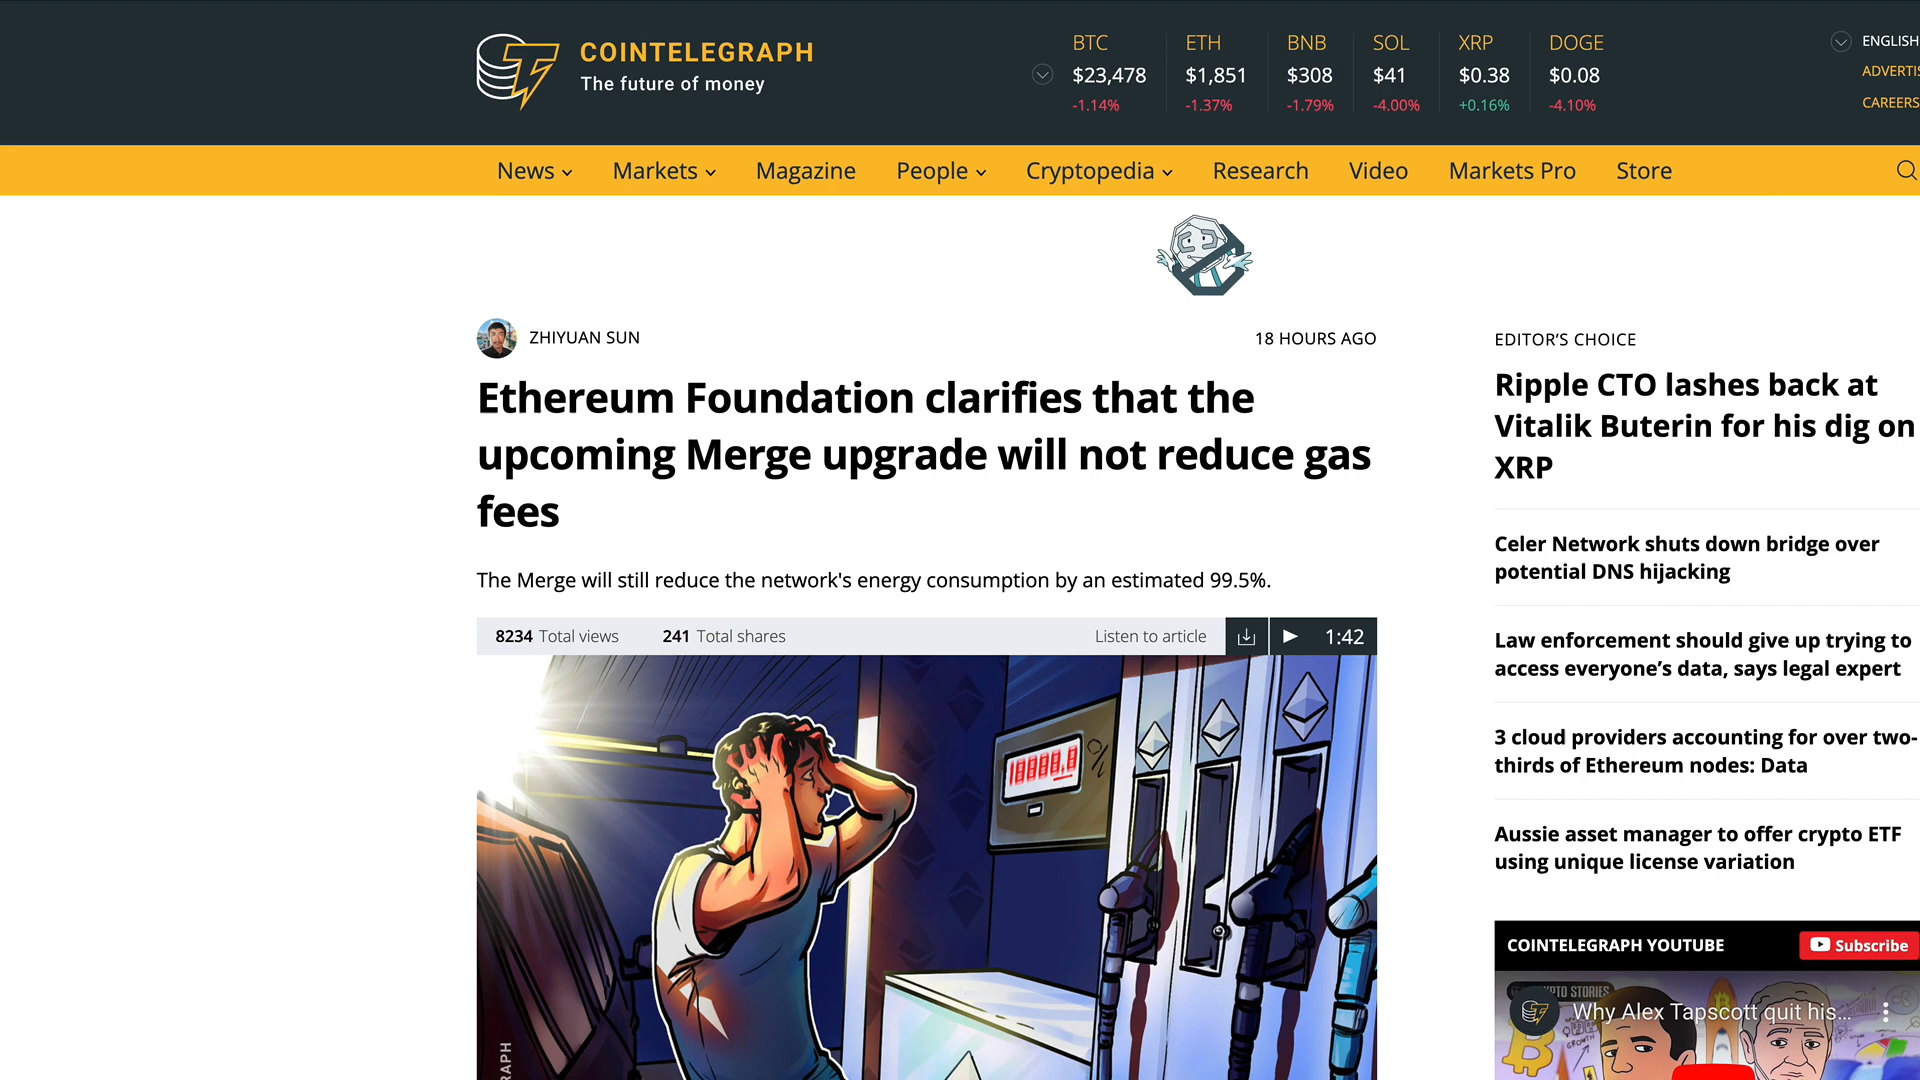 COINTELEGRAPH
The future of money
BTC
$23,478
-1.14%
ETH
$1,851
-1.37%
BNB
$308
-1.79%
SOL
$41
-4.00%
XRP
$0.38
+0.16%
DOGE
$0.08
-4.10%
ENGLISH
ADVERTIS
CAREERS
News Markets Magazine People Cryptopedia Research Video Markets Pro Store
ZHIYUAN SUN
18 HOURS AGO
Ethereum Foundation clarifies that the
upcoming Merge upgrade will not reduce gas
fees
The Merge will still reduce the network's energy consumption by an estimated 99.5%.
8234 Total views 241 Total shares Listen to article 1:42
RAPH
EDITOR’S CHOICE
Ripple CTO lashes back at
Vitalik Buterin for his dig on
XRP
Celer Network shuts down bridge over
potential DNS hijacking
Law enforcement should give up trying to
access everyone’s data, says legal expert
3 cloud providers accounting for over two-
thirds of Ethereum nodes: Data
Aussie asset manager to offer crypto ETF
using unique license variation
COINTELEGRAPH YOUTUBE Subscribe
STORIES
Why Alex Tapscott quit his...
GROWTH